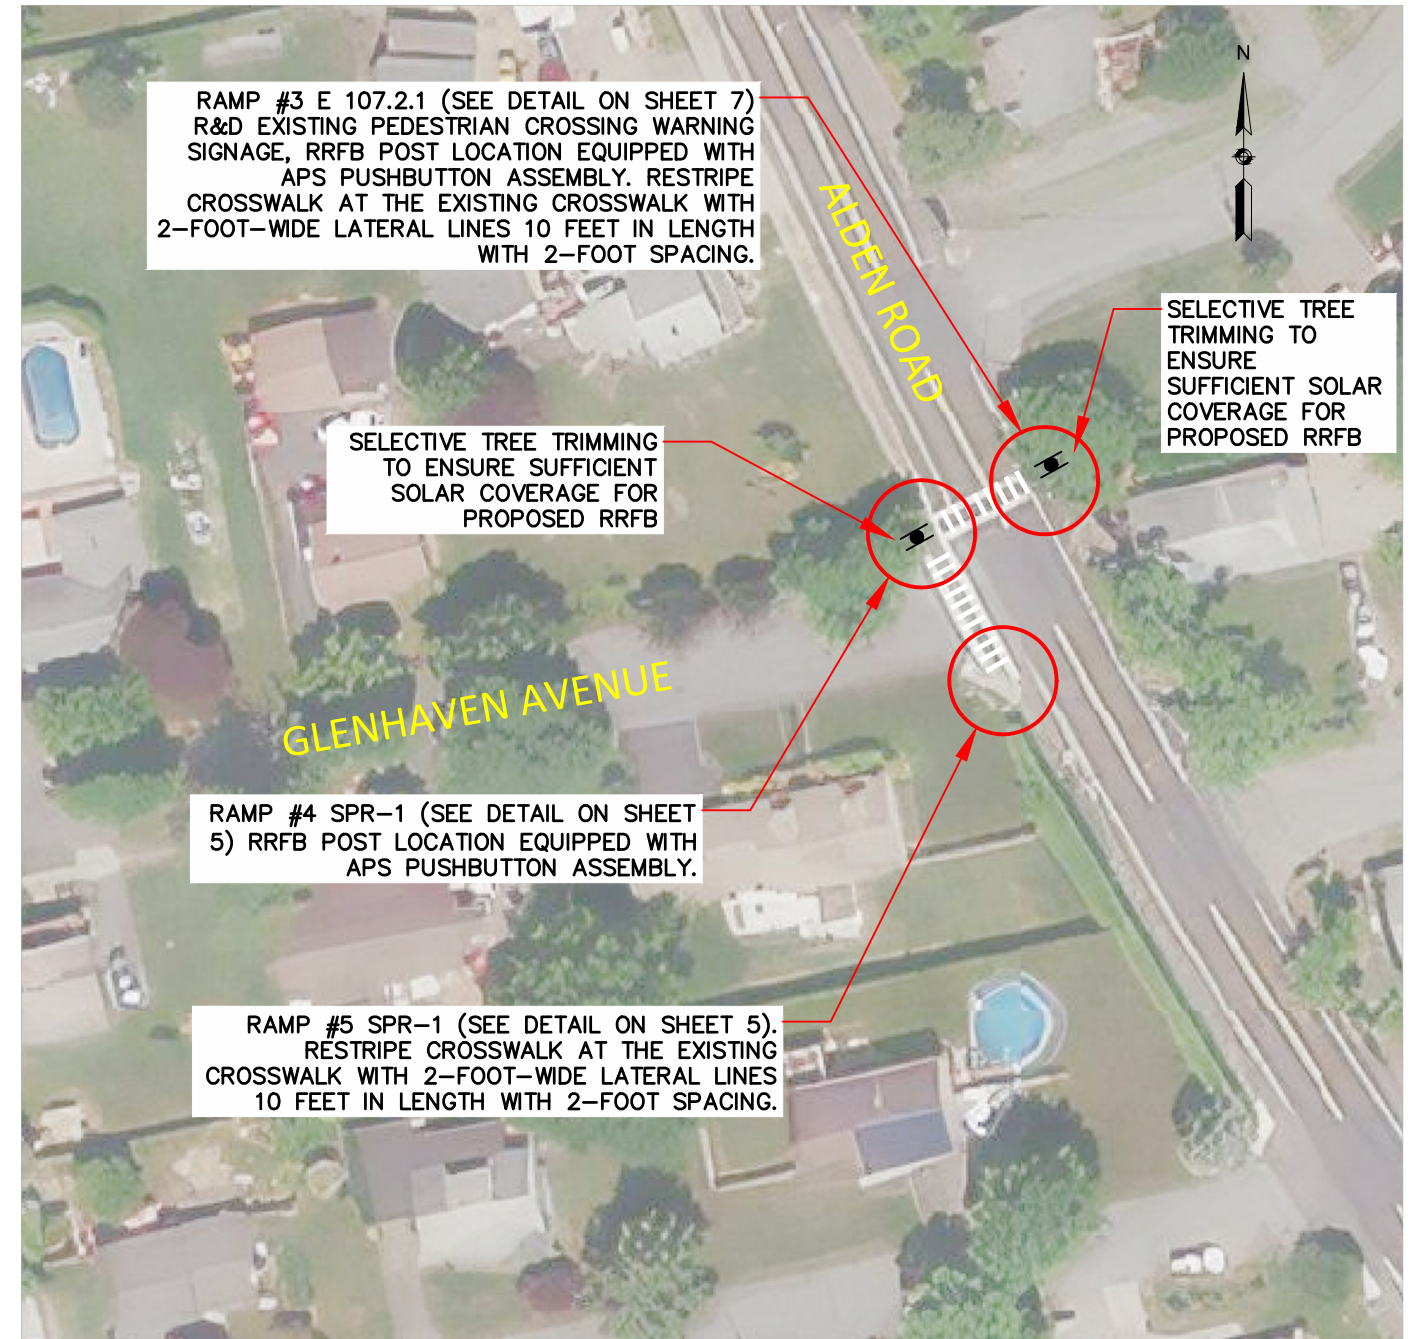 N
RAMP #3 E 107.2.1 (SEE DETAIL ON SHEET 7)
R&D EXISTING PEDESTRIAN CROSSING WARNING
SIGNAGE, RRFB POST LOCATION EQUIPPED WITH
APS PUSHBUTTON ASSEMBLY. RESTRIPE
CROSSWALK AT THE EXISTING CROSSWALK WITH
2-FOOT-WIDE LATERAL LINES 10 FEET IN LENGTH
WITH 2-FOOT SPACING.
ALDEN ROAD
SELECTIVE TREE
TRIMMING TO
ENSURE
SUFFICIENT SOLAR
COVERAGE FOR
PROPOSED RRFB
SELECTIVE TREE TRIMMING
TO ENSURE SUFFICIENT
SOLAR COVERAGE FOR
PROPOSED RRFB
GLENHAVEN AVENUE
RAMP #4 SPR-1 (SEE DETAIL ON SHEET
5) RRFB POST LOCATION EQUIPPED WITH
APS PUSHBUTTON ASSEMBLY.
RAMP #5 SPR-1 (SEE DETAIL ON SHEET 5).
RESTRIPE CROSSWALK AT THE EXISTING
CROSSWALK WITH 2-FOOT-WIDE LATERAL LINES
10 FEET IN LENGTH WITH 2-FOOT SPACING.